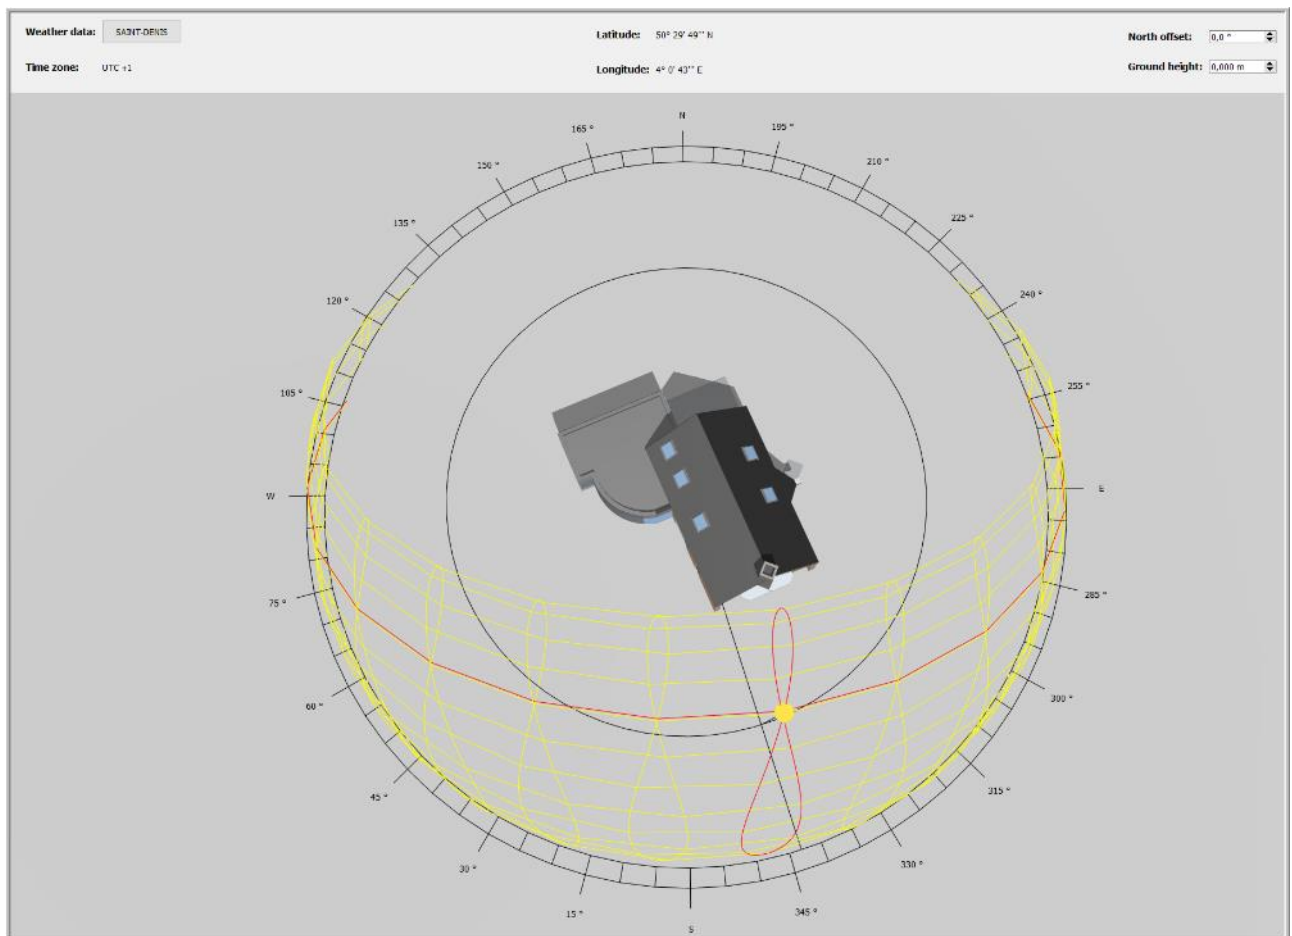 Weather data: SAINT-DENIS Latitude: 50° 29' 49'' N North offset: 0,0 °
Time zone: UTC +1 Longitude: 4° 0' 43'' E Ground height: 0,000 m
N
165 ° 195 °
150 ° 210 °
135 ° 225 °
120 ° 240 °
105 ° 255 °
W E
75 ° 285 °
60 ° 300 °
45 ° 315 °
30 ° 330 °
15 ° 345 °
S